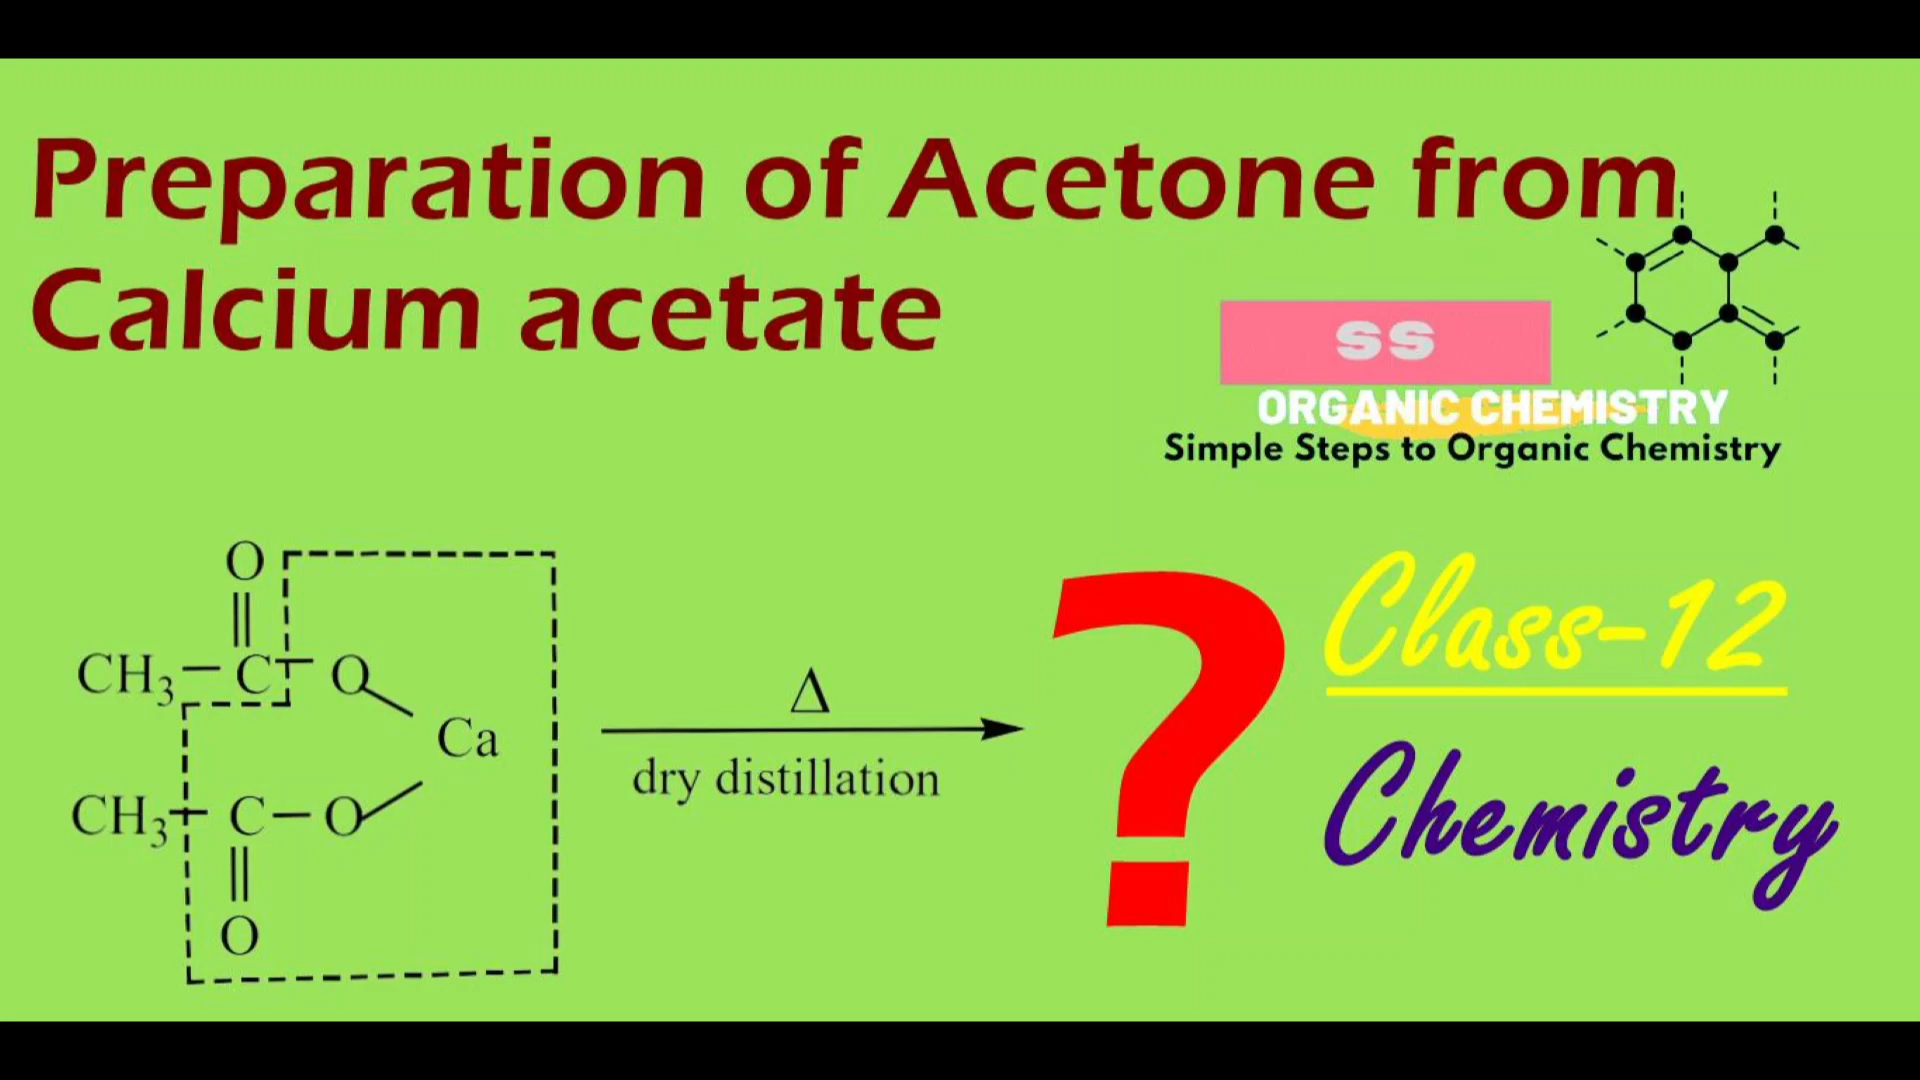 Preparation of Acetone from
Calcium acetate
SS
ORGANIC CHEMISTRY
Simple Steps to Organic Chemistry
O
||
CH₃ — C — O
Ca
CH₃ — C — O
||
O
Δ
dry distillation
?
Class-12
Chemistry